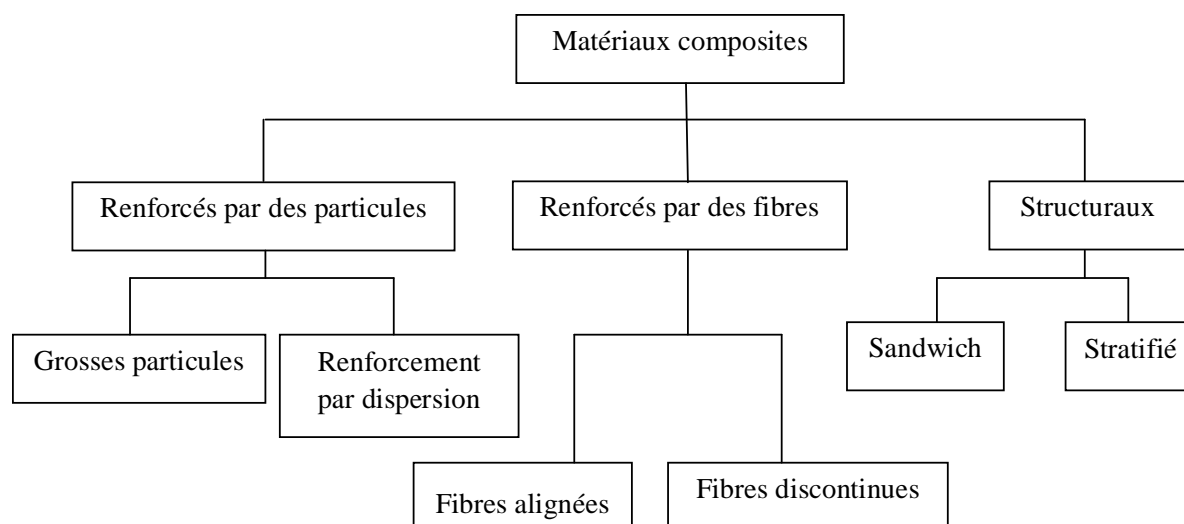 Matériaux composites
Renforcés par des particules
Renforcés par des fibres
Structuraux
Grosses particules
Renforcement
par dispersion
Sandwich
Stratifié
Fibres alignées
Fibres discontinues